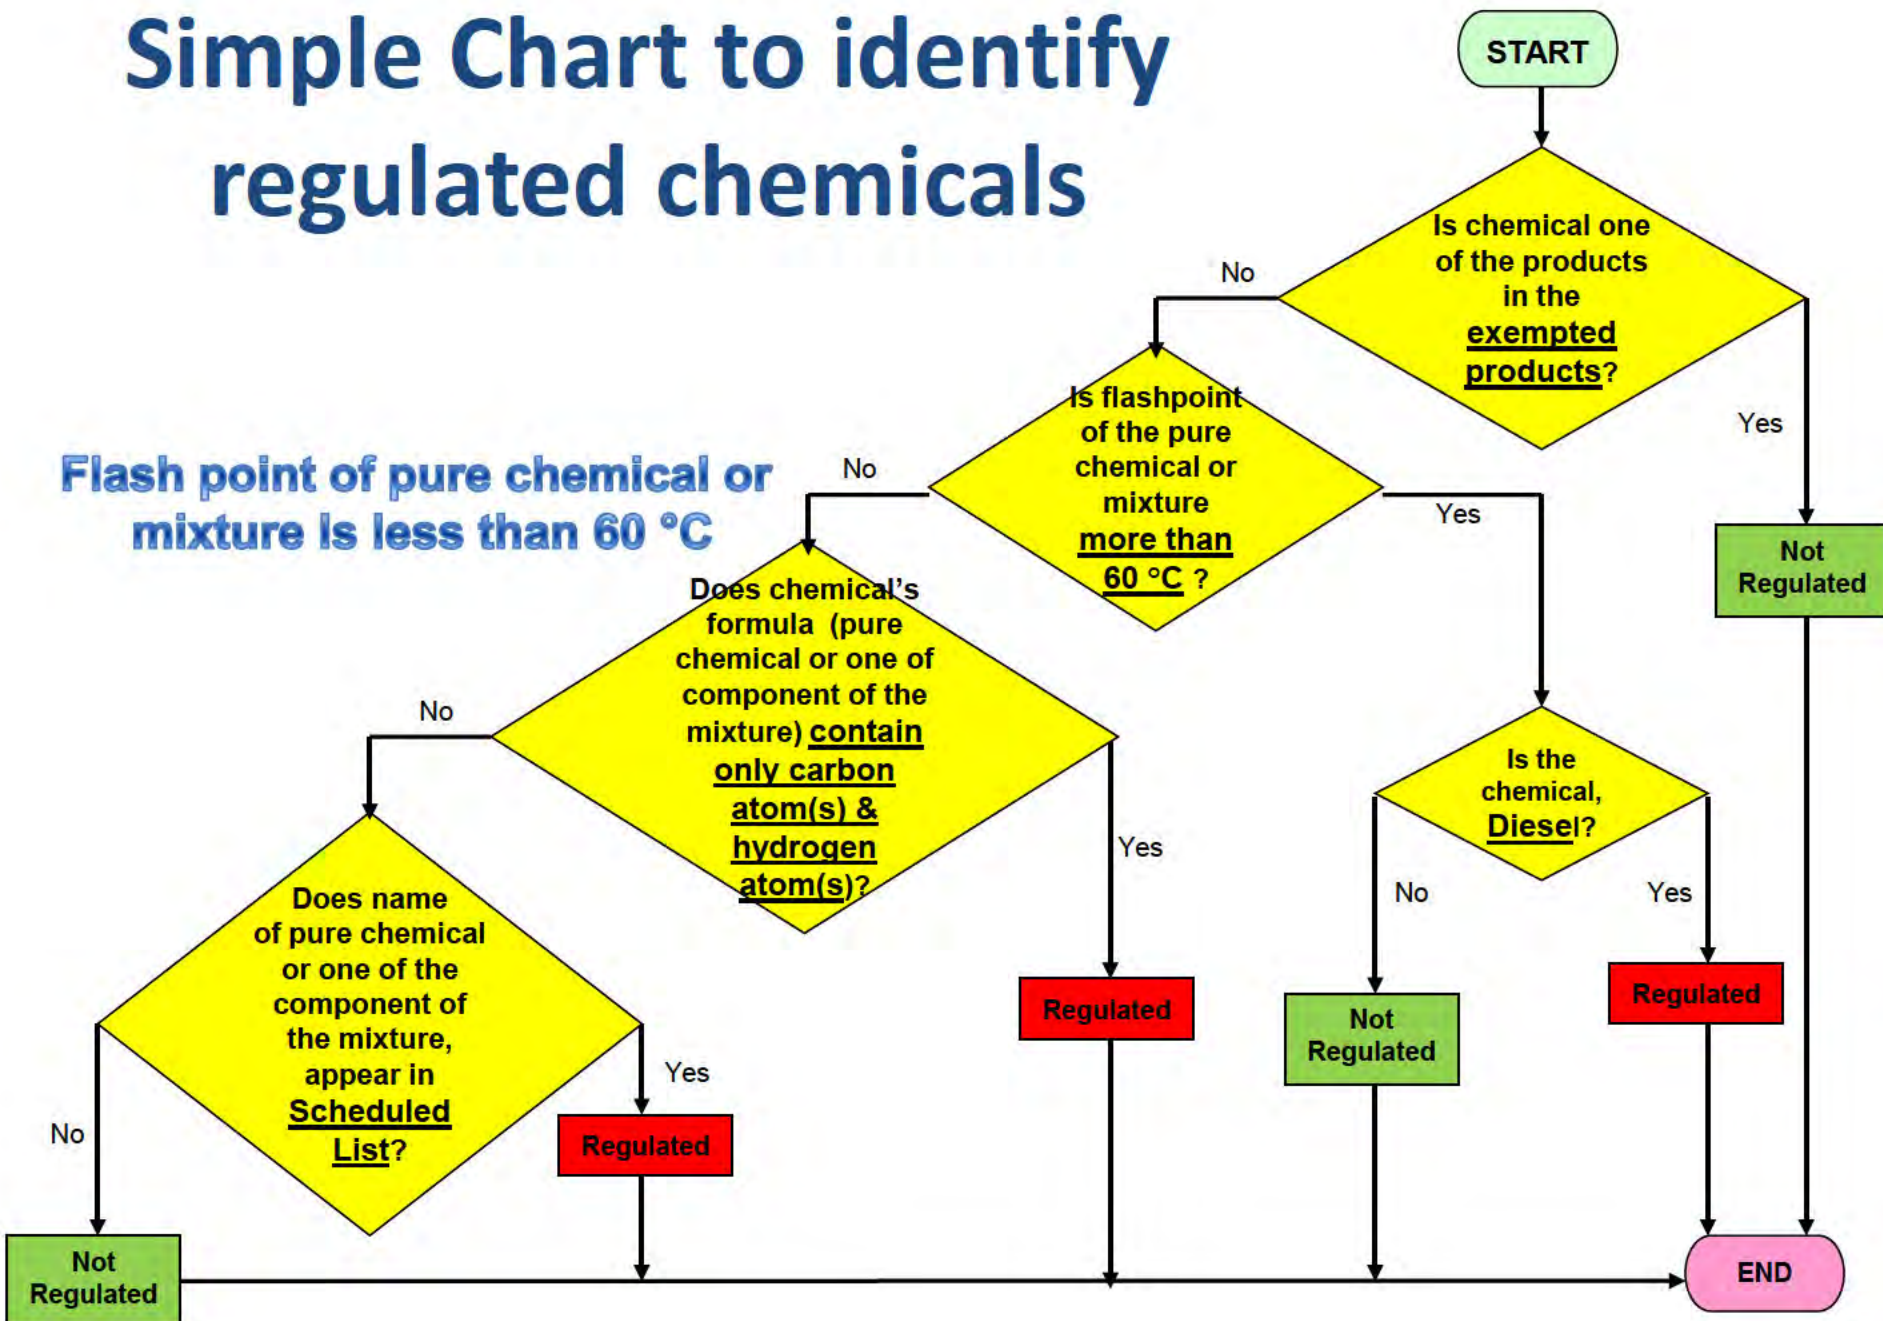 Simple Chart to identify
regulated chemicals
START
Is chemical one
of the products
in the
exempted
products?
No
Yes
Is flashpoint
of the pure
chemical or
mixture
more than
60 °C ?
No
Yes
Not
Regulated
Flash point of pure chemical or
mixture is less than 60 °C
Does chemical's
formula (pure
chemical or one of
component of the
mixture) contain
only carbon
atom(s) &
hydrogen
atom(s)?
No
Yes
Is the
chemical,
Diesel?
No
Yes
Does name
of pure chemical
or one of the
component of
the mixture,
appear in
Scheduled
List?
No
Yes
Regulated
Regulated
Not
Regulated
Regulated
Not
Regulated
END